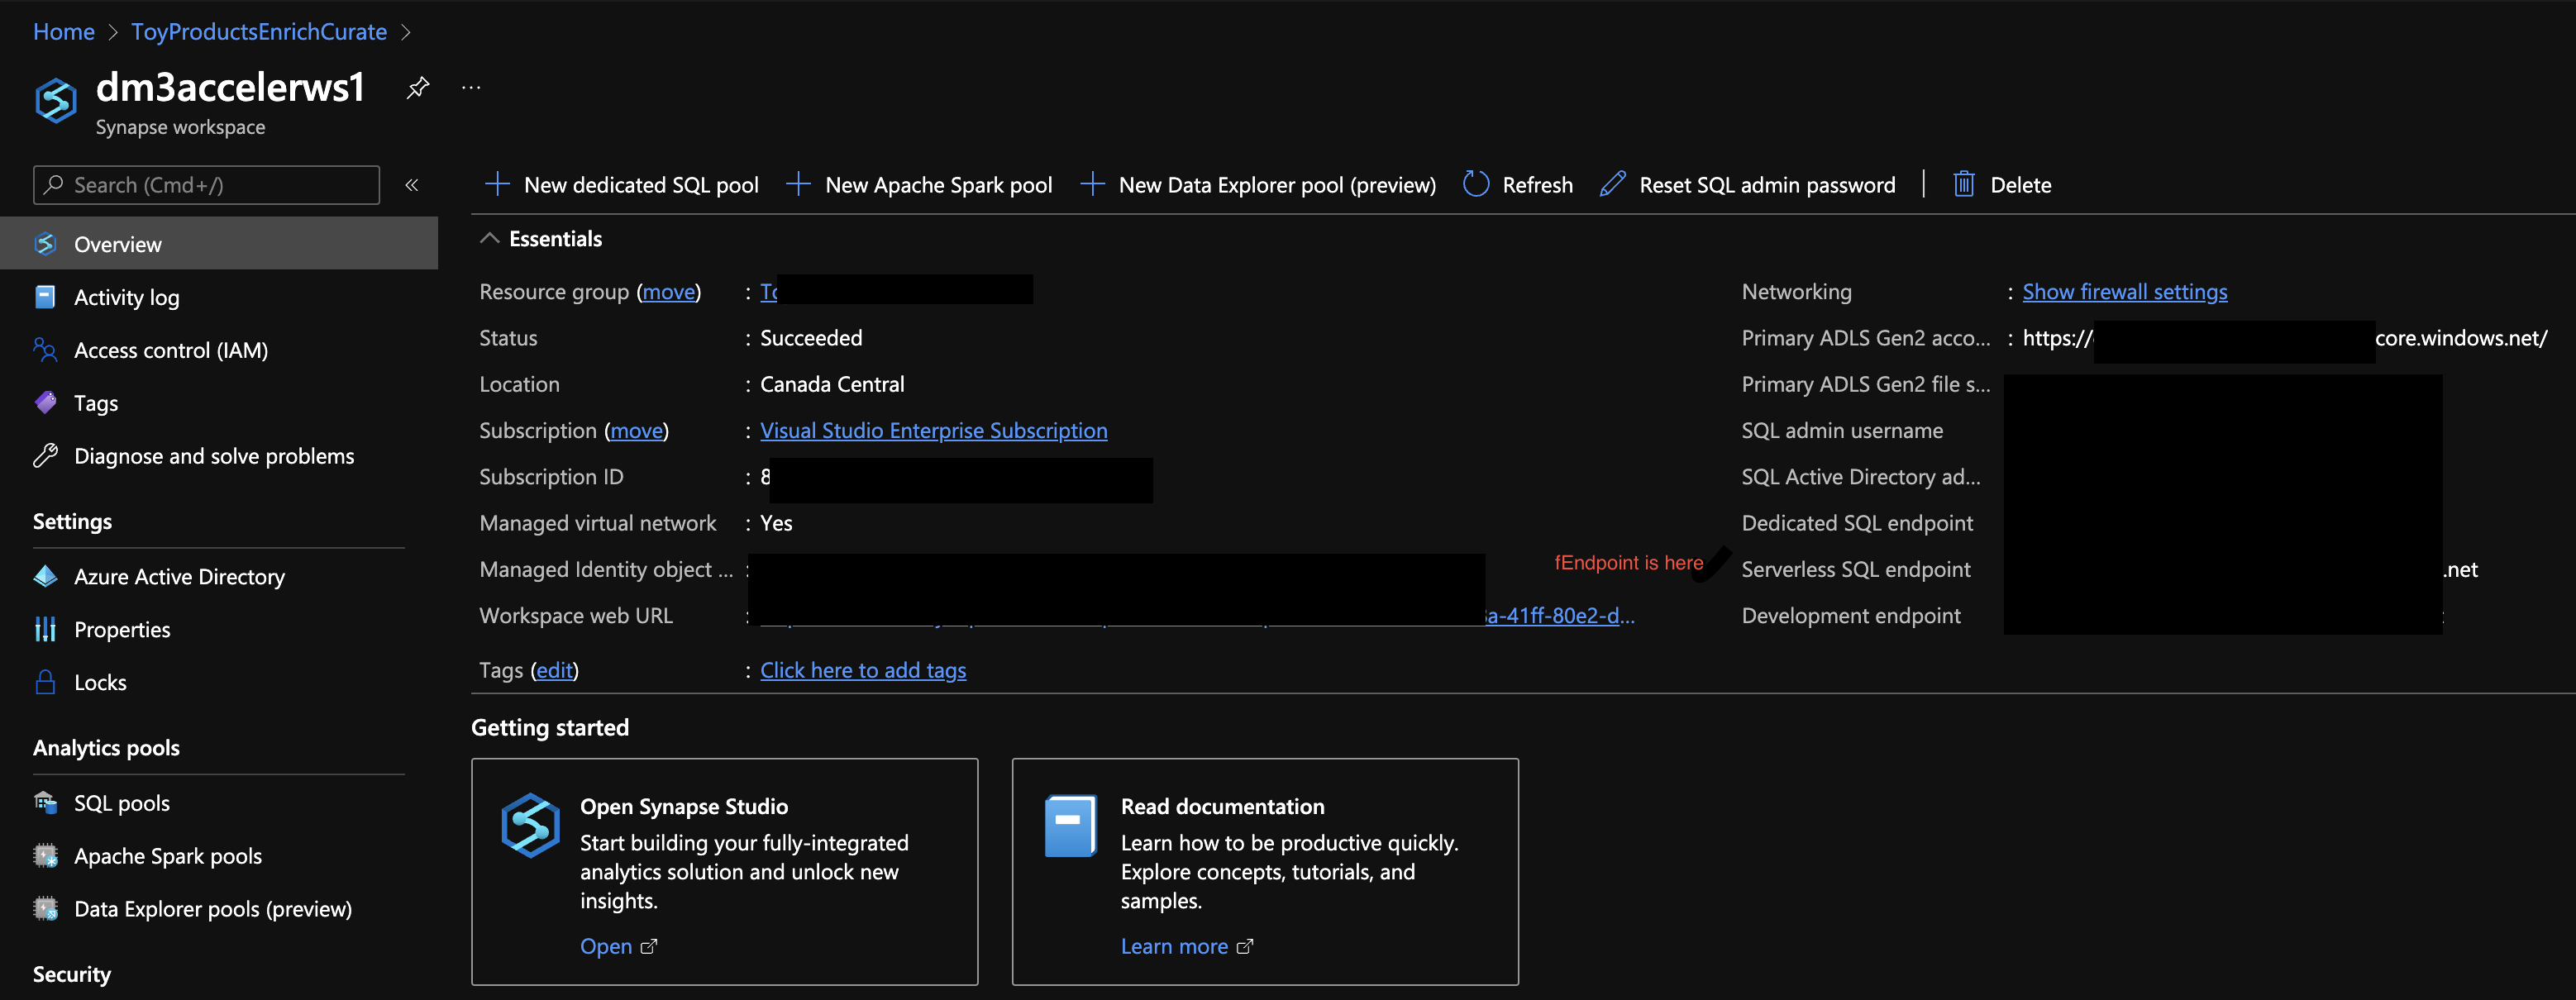 Home > ToyProductsEnrichCurate >
dm3accelerws1
...
Synapse workspace
Search (Cmd+/)
«
Overview
Activity log
Access control (IAM)
Tags
Diagnose and solve problems
Settings
Azure Active Directory
Properties
Locks
Analytics pools
SQL pools
Apache Spark pools
Data Explorer pools (preview)
Security
New dedicated SQL pool
New Apache Spark pool
New Data Explorer pool (preview)
Refresh
Reset SQL admin password
Delete
Essentials
Resource group (move) :
Status : Succeeded
Location : Canada Central
Subscription (move) : Visual Studio Enterprise Subscription
Subscription ID : 8
Managed virtual network : Yes
Managed Identity object ... :
Workspace web URL : a-41ff-80e2-d...
Tags (edit) : Click here to add tags
Networking : Show firewall settings
Primary ADLS Gen2 acco... : https:// core.windows.net/
Primary ADLS Gen2 file s...
SQL admin username
SQL Active Directory ad...
Dedicated SQL endpoint
fEndpoint is here
Serverless SQL endpoint .net
Development endpoint
Getting started
Open Synapse Studio
Start building your fully-integrated
analytics solution and unlock new
insights.
Open
Read documentation
Learn how to be productive quickly.
Explore concepts, tutorials, and
samples.
Learn more